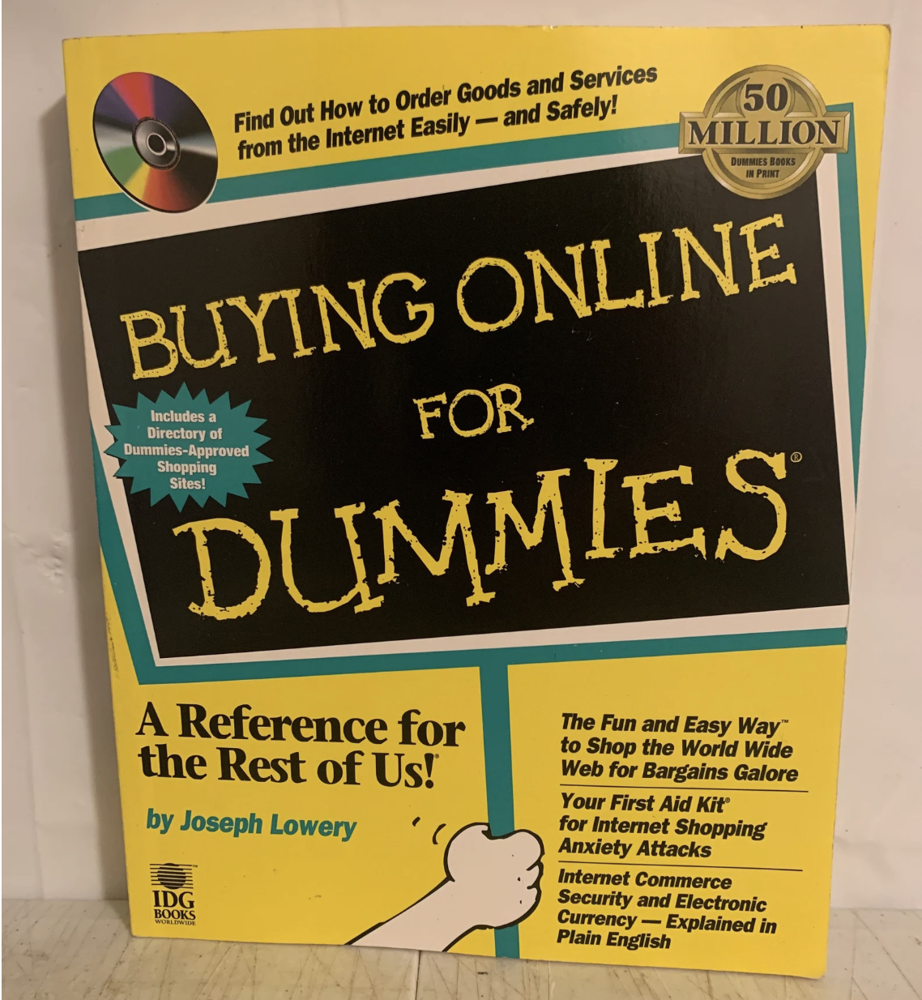 Find Out How to Order Goods and Services
from the Internet Easily — and Safely!
50
MILLION
DUMMIES BOOKS
IN PRINT
BUYING ONLINE
FOR
DUMMIES®
Includes a
Directory of
Dummies-Approved
Shopping
Sites!
A Reference for
the Rest of Us!®
by Joseph Lowery
IDG
BOOKS
WORLDWIDE
™
The Fun and Easy Way™
to Shop the World Wide
Web for Bargains Galore
Your First Aid Kit®
for Internet Shopping
Anxiety Attacks
Internet Commerce
Security and Electronic
Currency — Explained in
Plain English